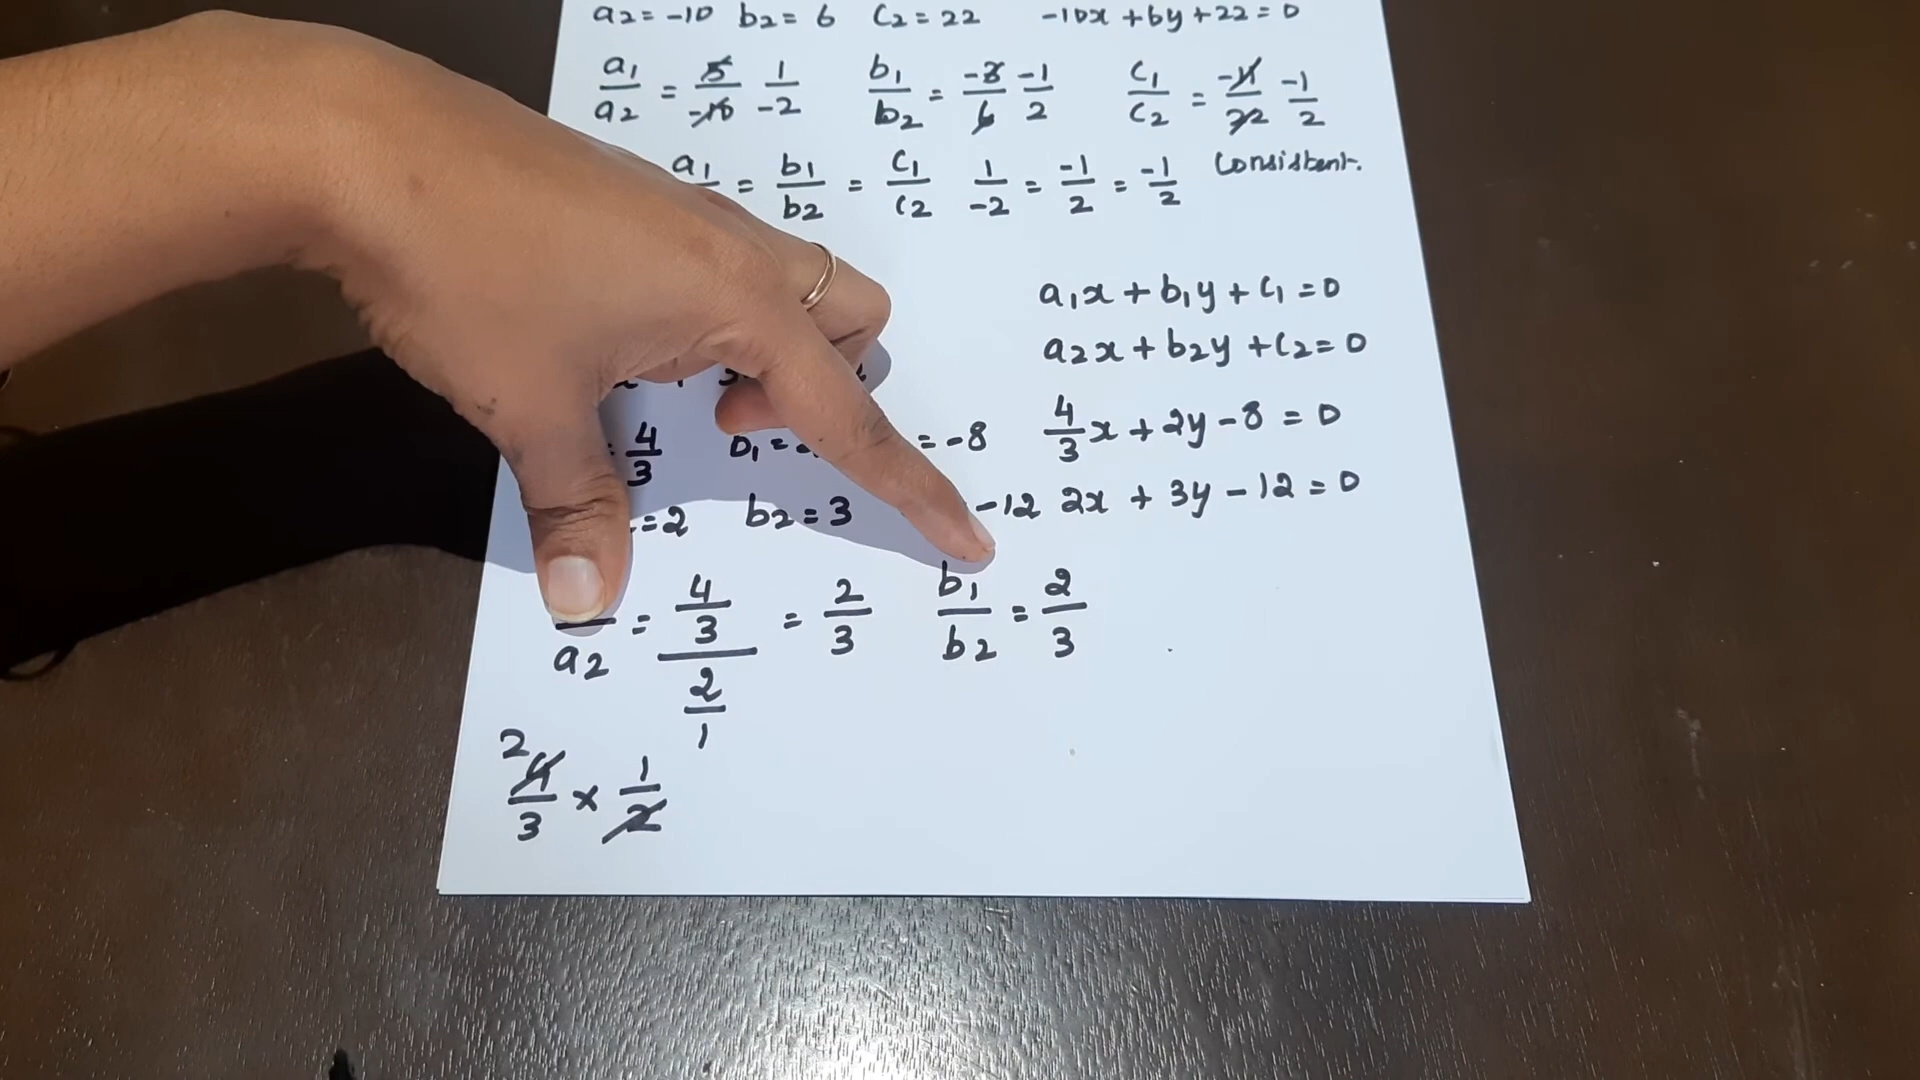 a2 = -10 b2 = 6 C2 = 22 -10x + 6y + 22 = 0
a1/a2 = 5/-10 1/-2 b1/b2 = -3/6 -1/2 C1/C2 = -11/22 -1/2
a1 = b1/b2 = C1/C2 1/-2 = -1/2 = -1/2 Consistent.
a1x + b1y + C1 = 0
a2x + b2y + C2 = 0
= 4/3 b1 = = -8 4/3x + 2y - 8 = 0
= 2 b2 = 3 -12 2x + 3y - 12 = 0
/a2 = 4/3 / 2/1 = 2/3 b1/b2 = 2/3
2 4/3 × 1/2